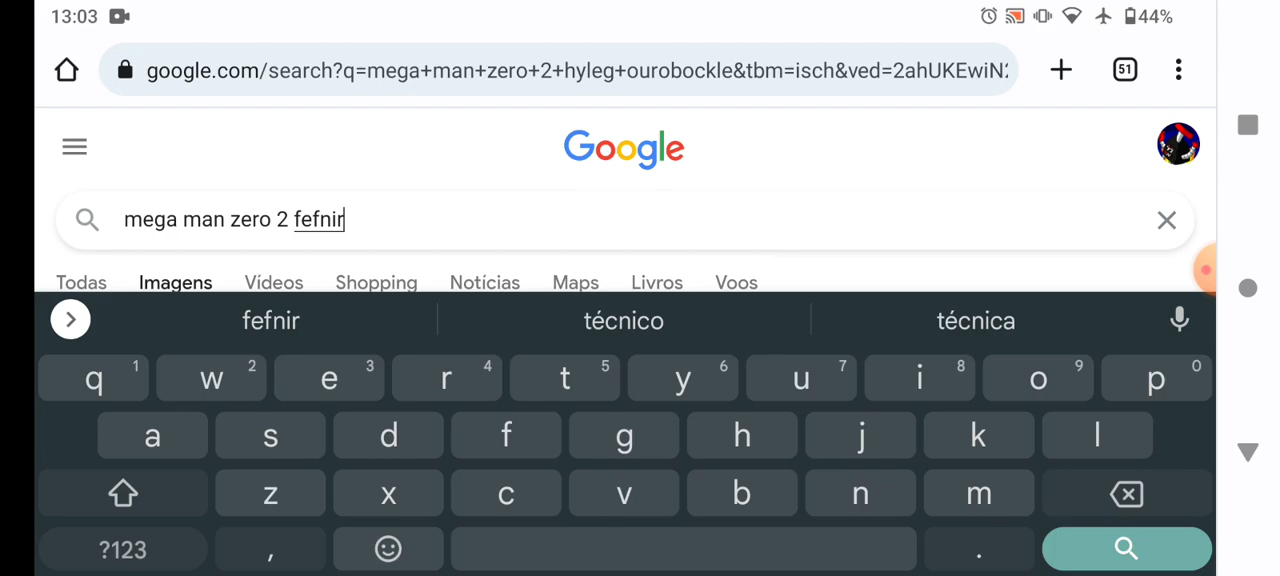 13:03 44%
google.com/search?q=mega+man+zero+2+hyleg+ourobockle&tbm=isch&ved=2ahUKEwiN2 51
Google
mega man zero 2 fefnir
Todas Imagens Vídeos Shopping Notícias Maps Livros Voos
fefnir técnico técnica
q 1 w 2 e 3 r 4 t 5 y 6 u 7 i 8 o 9 p 0
a s d f g h j k l
z x c v b n m
?123 , .